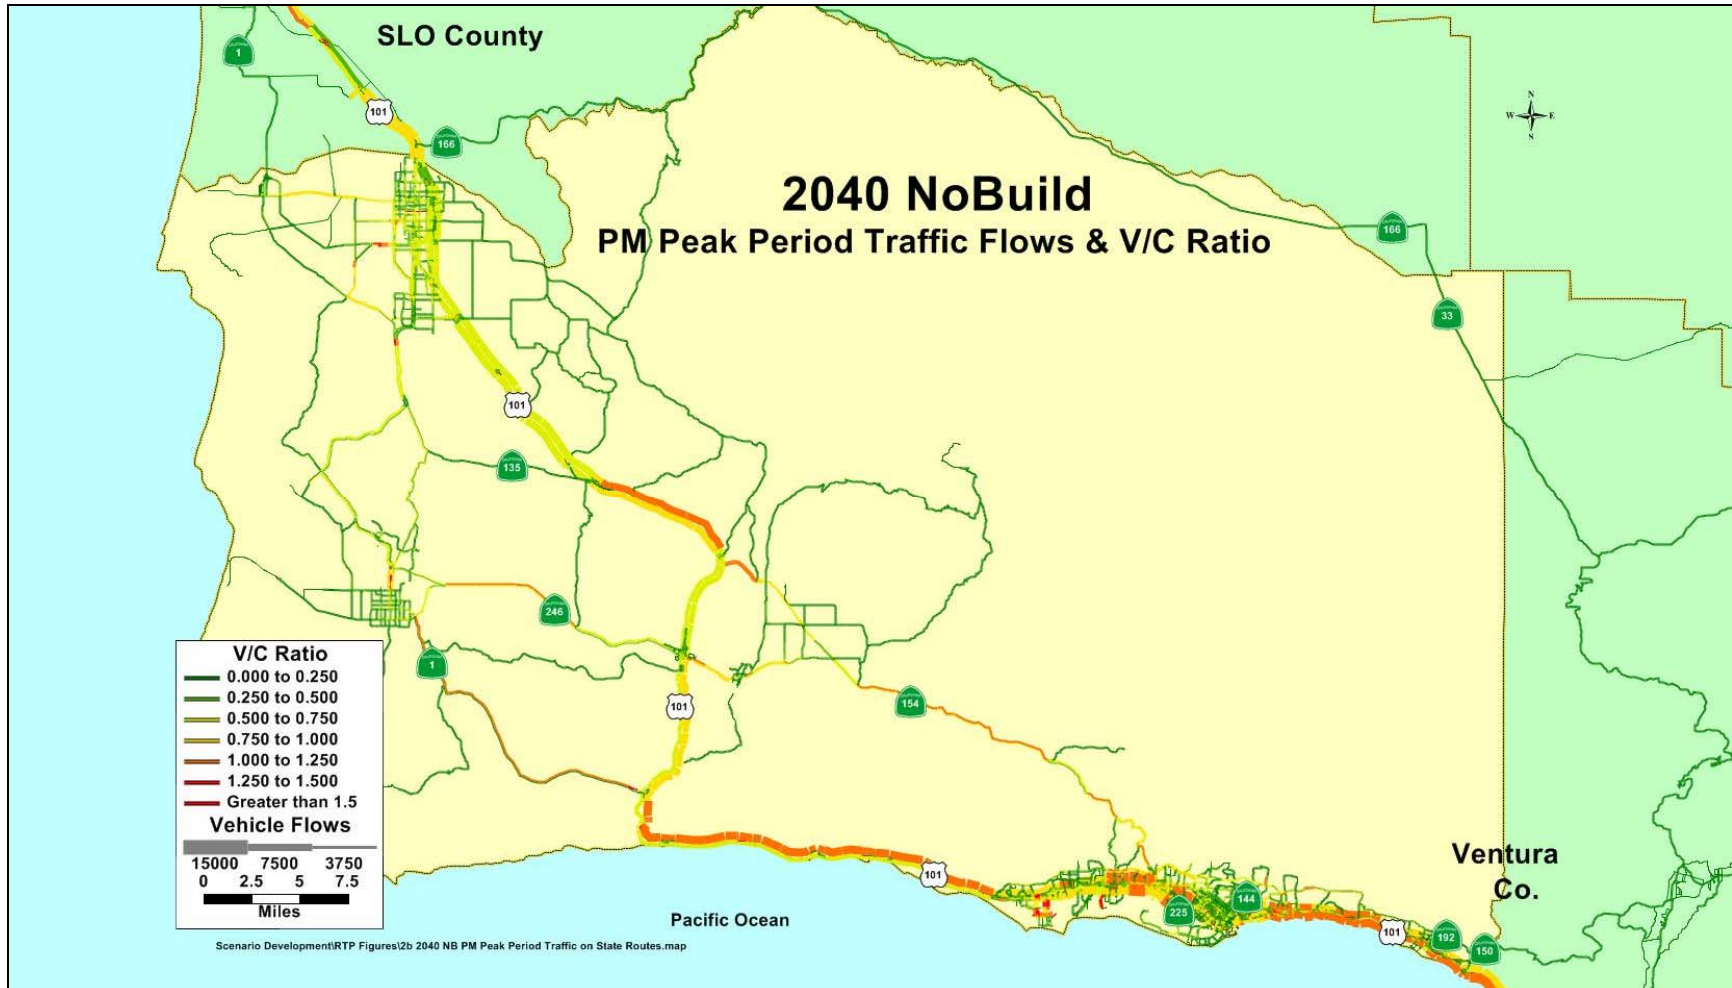 SLO County
1
101
166
N
W E
S
2040 NoBuild
PM Peak Period Traffic Flows & V/C Ratio
166
33
101
135
246
1
101
154
V/C Ratio
0.000 to 0.250
0.250 to 0.500
0.500 to 0.750
0.750 to 1.000
1.000 to 1.250
1.250 to 1.500
Greater than 1.5
Vehicle Flows
15000 7500 3750
0 2.5 5 7.5
Miles
Ventura
Co.
101
144
225
101
192
150
Pacific Ocean
Scenario Development\RTP Figures\2b 2040 NB PM Peak Period Traffic on State Routes.map